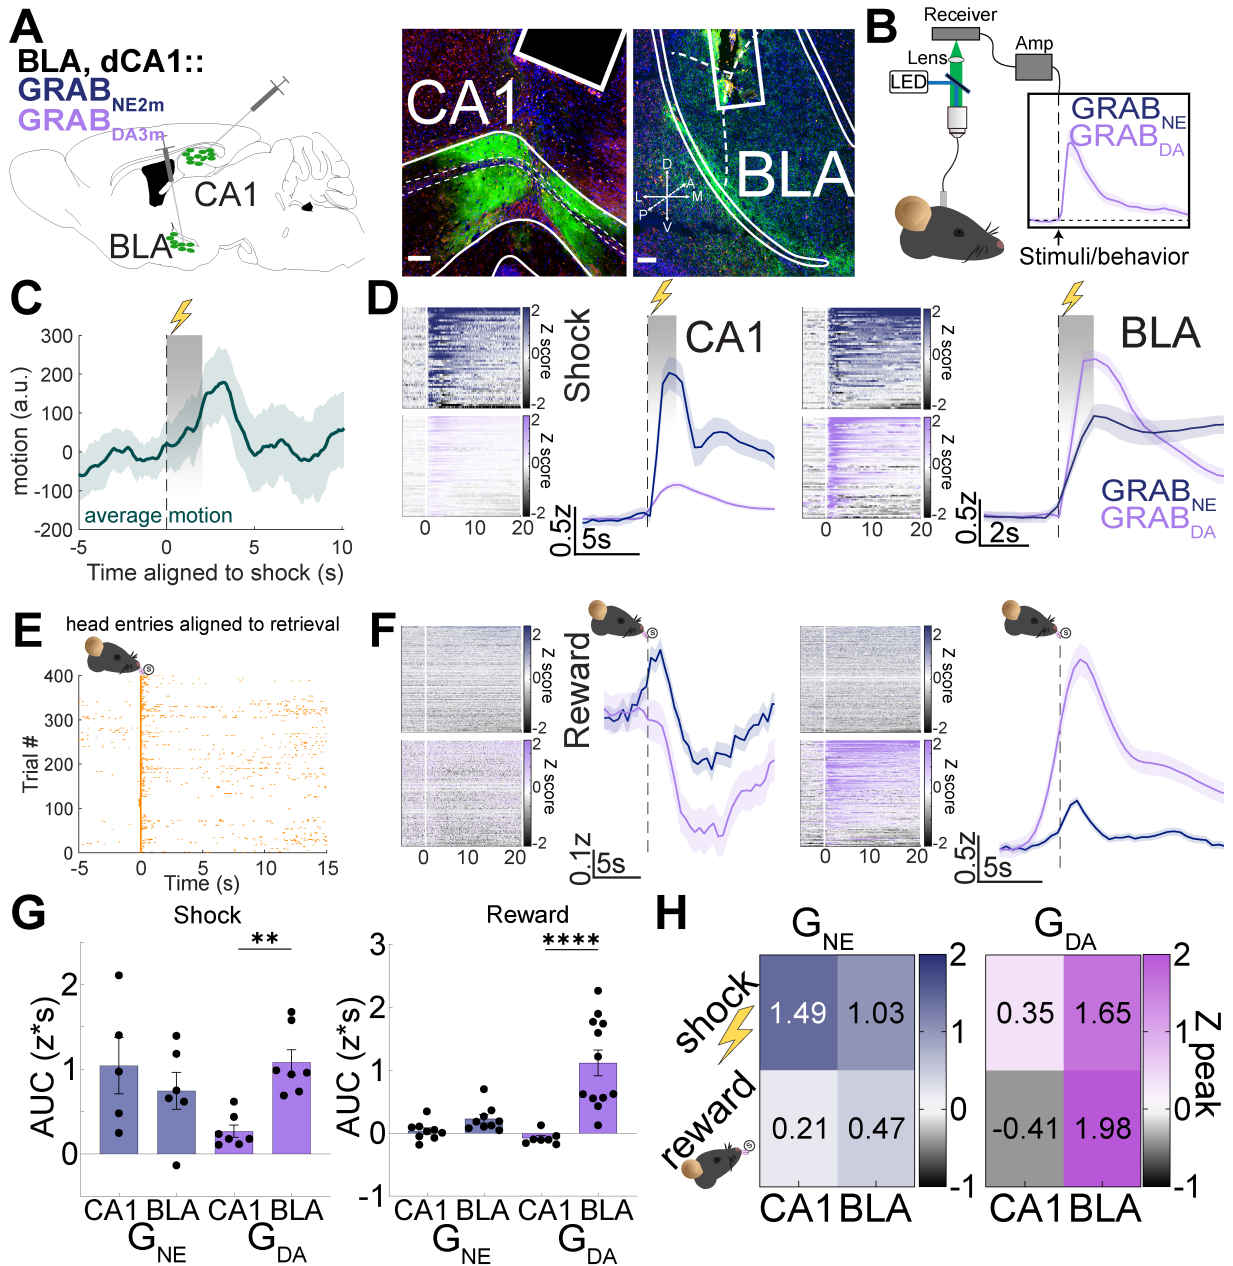 A
BLA, dCA1::
GRAB NE2m
GRAB DA3m
CA1
BLA
CA1
BLA
D
A
L
M
P
V
B
Receiver
Lens
LED
Amp
GRAB NE
GRAB DA
Stimuli/behavior
C
motion (a.u.)
300
200
100
0
-100
-200
average motion
-5
0
5
10
Time aligned to shock (s)
D
Shock
2
0
-2
Z score
2
0
-2
Z score
0
10
20
CA1
0.5z
5s
2
0
-2
Z score
2
0
-2
Z score
0
10
20
BLA
GRAB NE
GRAB DA
0.5z
2s
E
head entries aligned to retrieval
S
Trial #
400
300
200
100
0
-5
0
5
10
15
Time (s)
F
Reward
2
0
-2
Z score
2
0
-2
Z score
0
10
20
S
0.1z
5s
2
0
-2
Z score
2
0
-2
Z score
0
10
20
S
0.5z
5s
G
Shock
**
AUC (z*s)
2
1
0
CA1 BLA CA1 BLA
G NE
G DA
Reward
****
AUC (z*s)
3
2
1
0
-1
CA1 BLA CA1 BLA
G NE
G DA
H
G NE
G DA
shock
1.49 1.03
0.35 1.65
reward
0.21 0.47
-0.41 1.98
S
CA1 BLA
CA1 BLA
2
1
0
-1
2
1
0
-1
Z peak